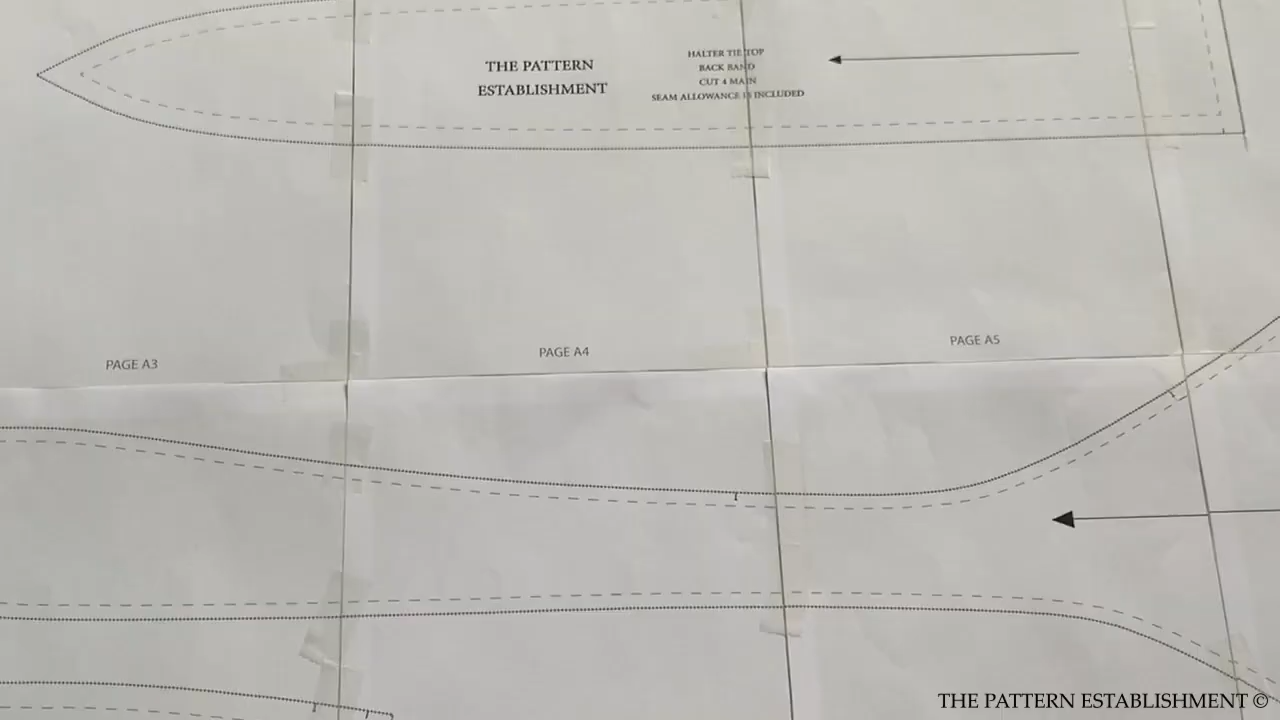 THE PATTERN
ESTABLISHMENT
HALTER TIE TOP
BACK BAND
CUT 4 MAIN
SEAM ALLOWANCE IS INCLUDED
PAGE A3
PAGE A4
PAGE A5
THE PATTERN ESTABLISHMENT ©